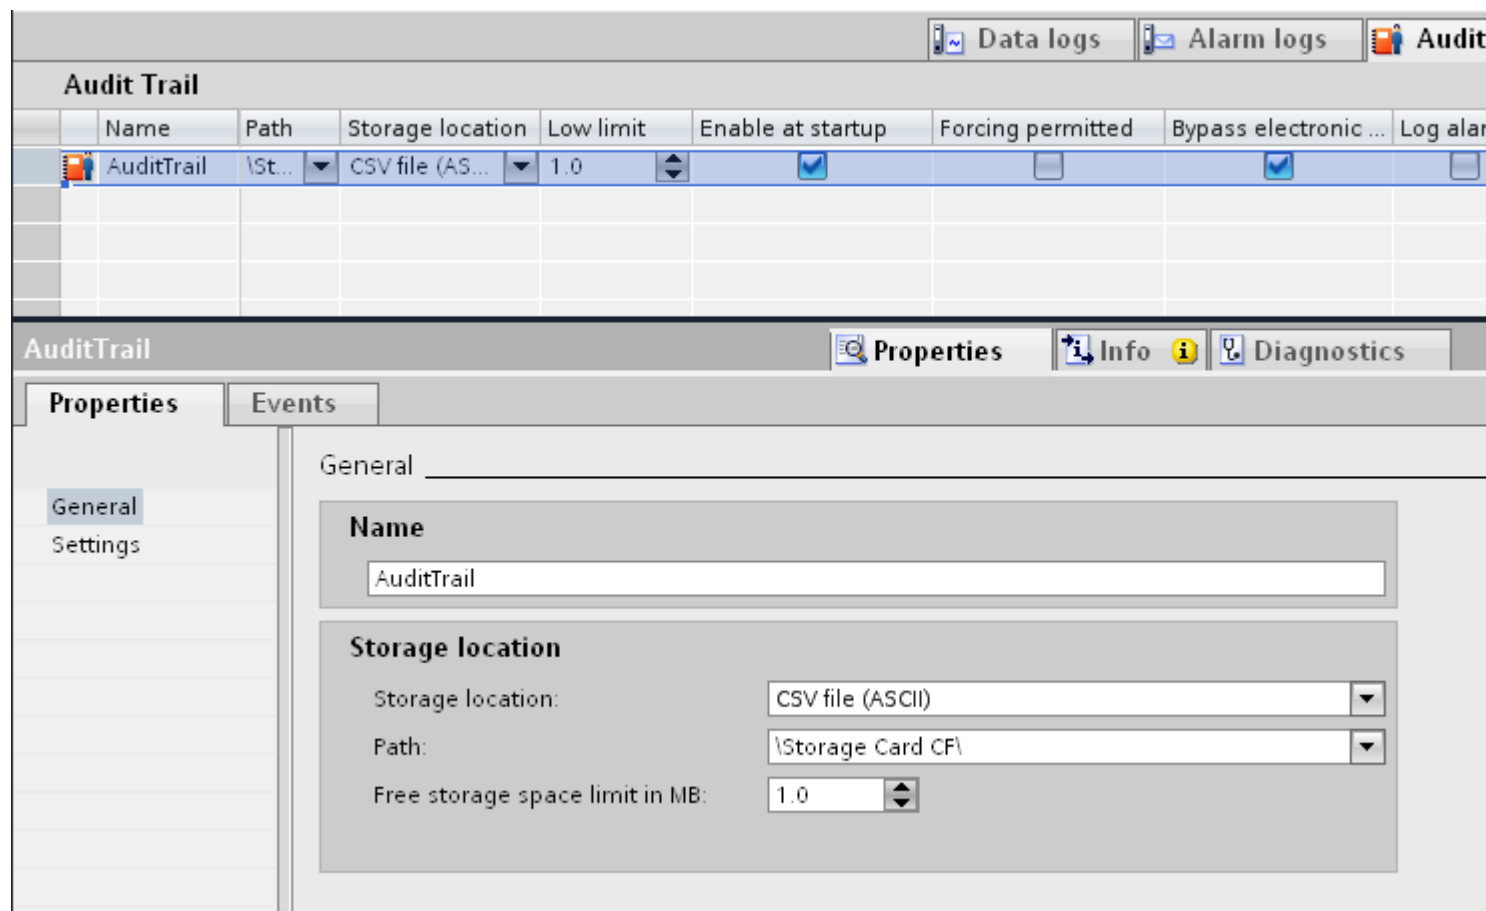 Data logs Alarm logs Audit
Audit Trail
Name Path Storage location Low limit Enable at startup Forcing permitted Bypass electronic ... Log alar
AuditTrail \St... CSV file (AS... 1.0
AuditTrail Properties Info Diagnostics
Properties Events
General
General
Settings
Name
AuditTrail
Storage location
Storage location: CSV file (ASCII)
Path: \Storage Card CF\
Free storage space limit in MB: 1.0